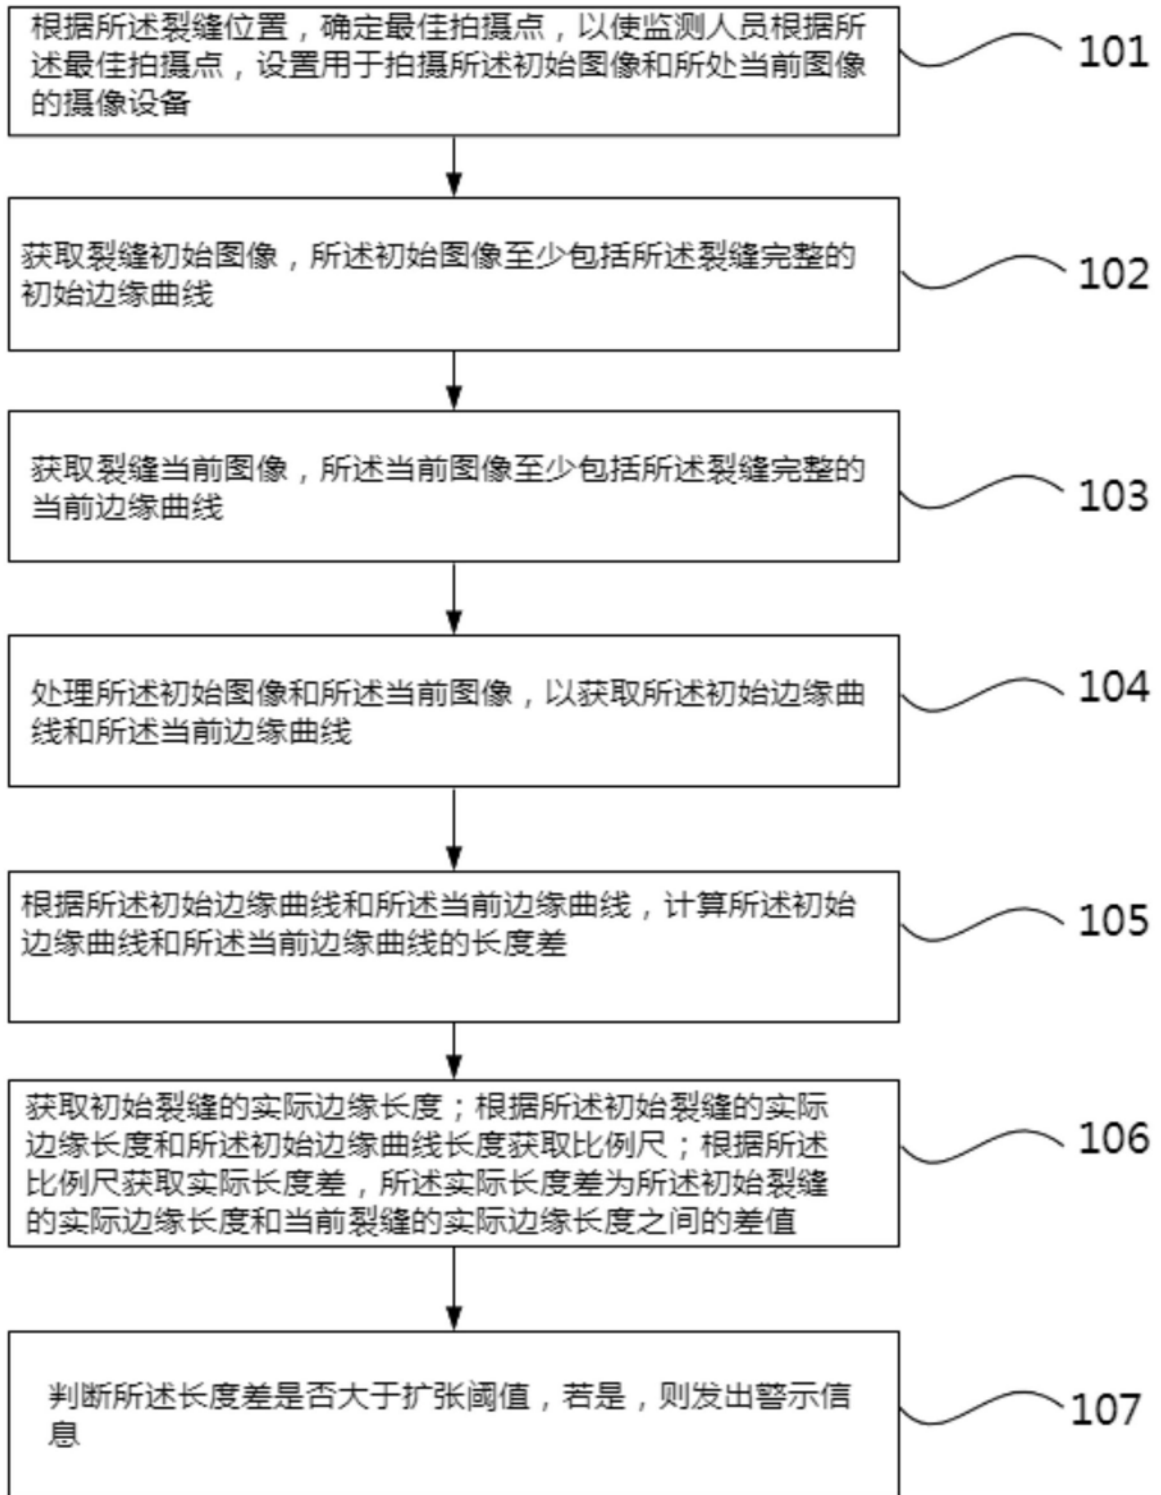 根据所述裂缝位置，确定最佳拍摄点，以使监测人员根据所
述最佳拍摄点，设置用于拍摄所述初始图像和所处当前图像
的摄像设备
101
获取裂缝初始图像，所述初始图像至少包括所述裂缝完整的
初始边缘曲线
102
获取裂缝当前图像，所述当前图像至少包括所述裂缝完整的
当前边缘曲线
103
处理所述初始图像和所述当前图像，以获取所述初始边缘曲
线和所述当前边缘曲线
104
根据所述初始边缘曲线和所述当前边缘曲线，计算所述初始
边缘曲线和所述当前边缘曲线的长度差
105
获取初始裂缝的实际边缘长度；根据所述初始裂缝的实际
边缘长度和所述初始边缘曲线长度获取比例尺；根据所述
比例尺获取实际长度差，所述实际长度差为所述初始裂缝
的实际边缘长度和当前裂缝的实际边缘长度之间的差值
106
判断所述长度差是否大于扩张阈值，若是，则发出警示信
息
107